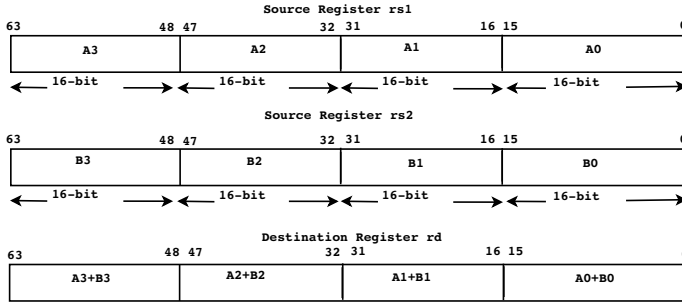 Source Register rs1
63 48 47 32 31 16 15
A3 A2 A1 A0
16-bit 16-bit 16-bit 16-bit
Source Register rs2
63 48 47 32 31 16 15
B3 B2 B1 B0
16-bit 16-bit 16-bit 16-bit
Destination Register rd
63 48 47 32 31 16 15
A3+B3 A2+B2 A1+B1 A0+B0